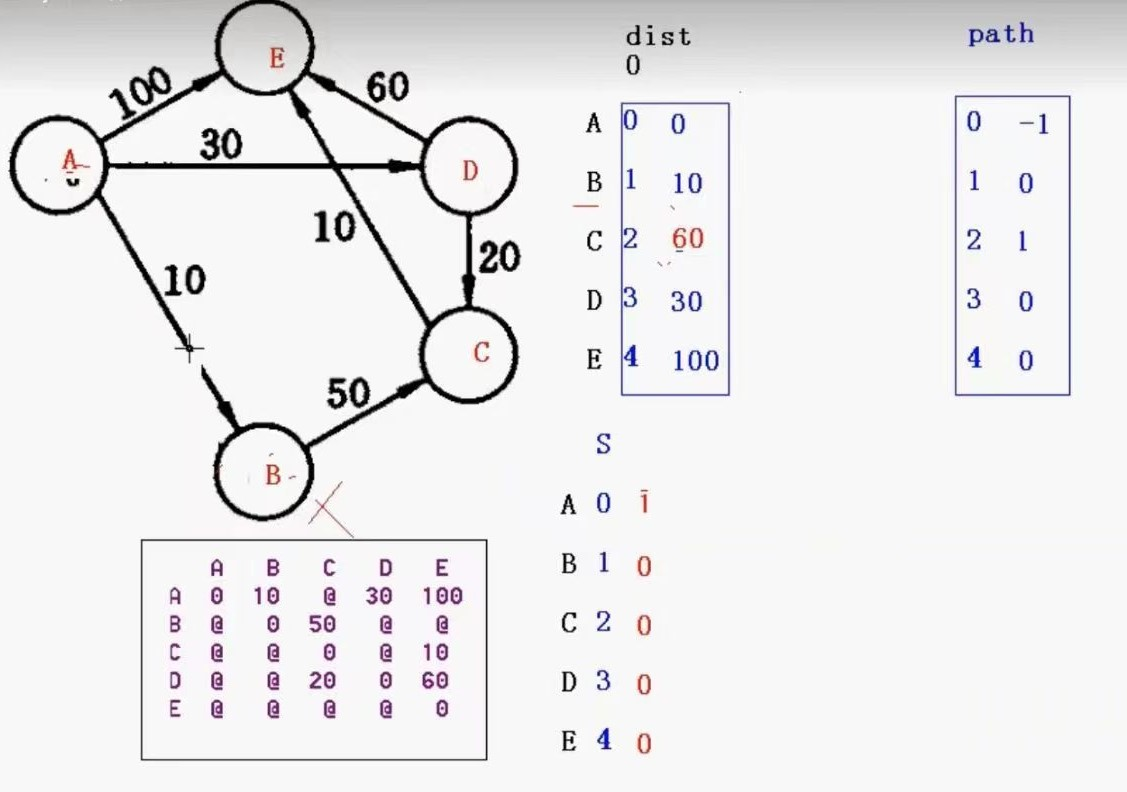 E
100
60
A
30
D
10
20
10
C
50
B
A B C D E
A 0 10 @ 30 100
B @ 0 50 @ @
C @ @ 0 @ 10
D @ @ 20 0 60
E @ @ @ @ 0
dist
0
A 0 0
B 1 10
C 2 60
D 3 30
E 4 100
path
0 -1
1 0
2 1
3 0
4 0
S
A 0 1
B 1 0
C 2 0
D 3 0
E 4 0